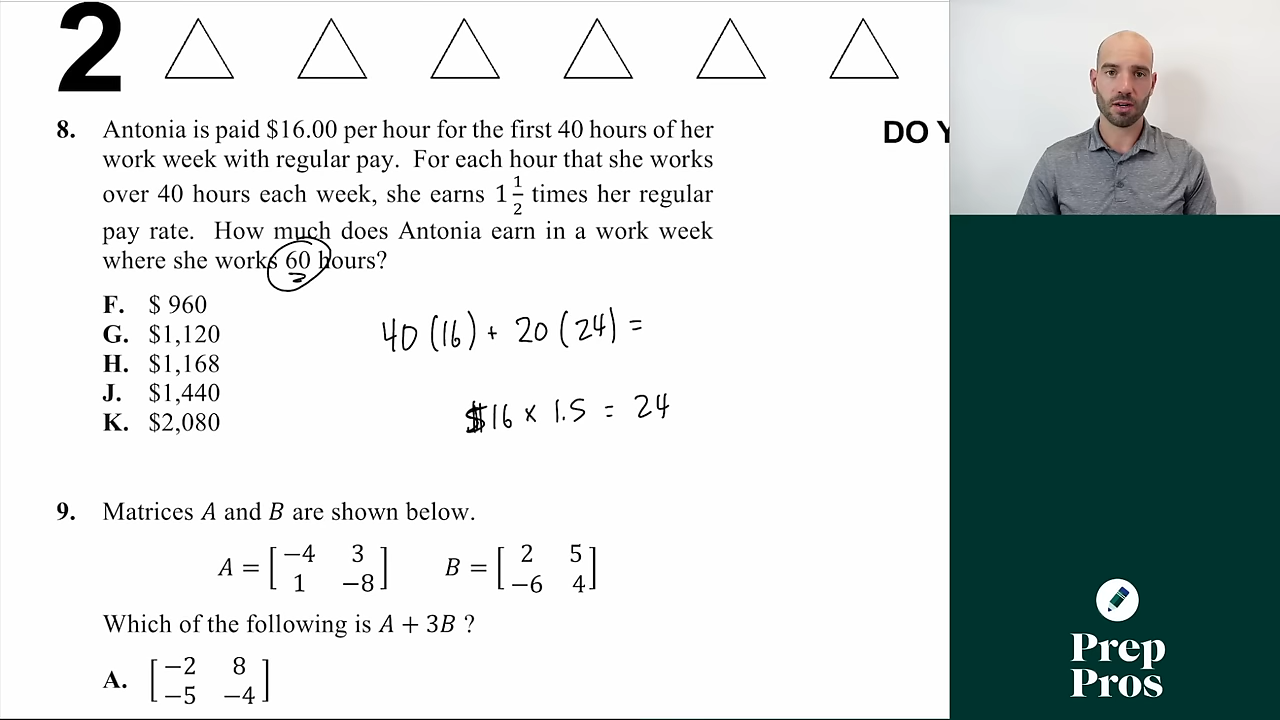 2
8. Antonia is paid $16.00 per hour for the first 40 hours of her
work week with regular pay. For each hour that she works
over 40 hours each week, she earns 1 1/2 times her regular
pay rate. How much does Antonia earn in a work week
where she works 60 hours?
F. $ 960
G. $1,120
H. $1,168
J. $1,440
K. $2,080
40 (16) + 20 (24) =
$16 × 1.5 = 24
9. Matrices A and B are shown below.
A = [−4 3
1 −8]
B = [2 5
−6 4]
Which of the following is A + 3B ?
A. [−2 8
−5 −4]
DO Y
Prep
Pros